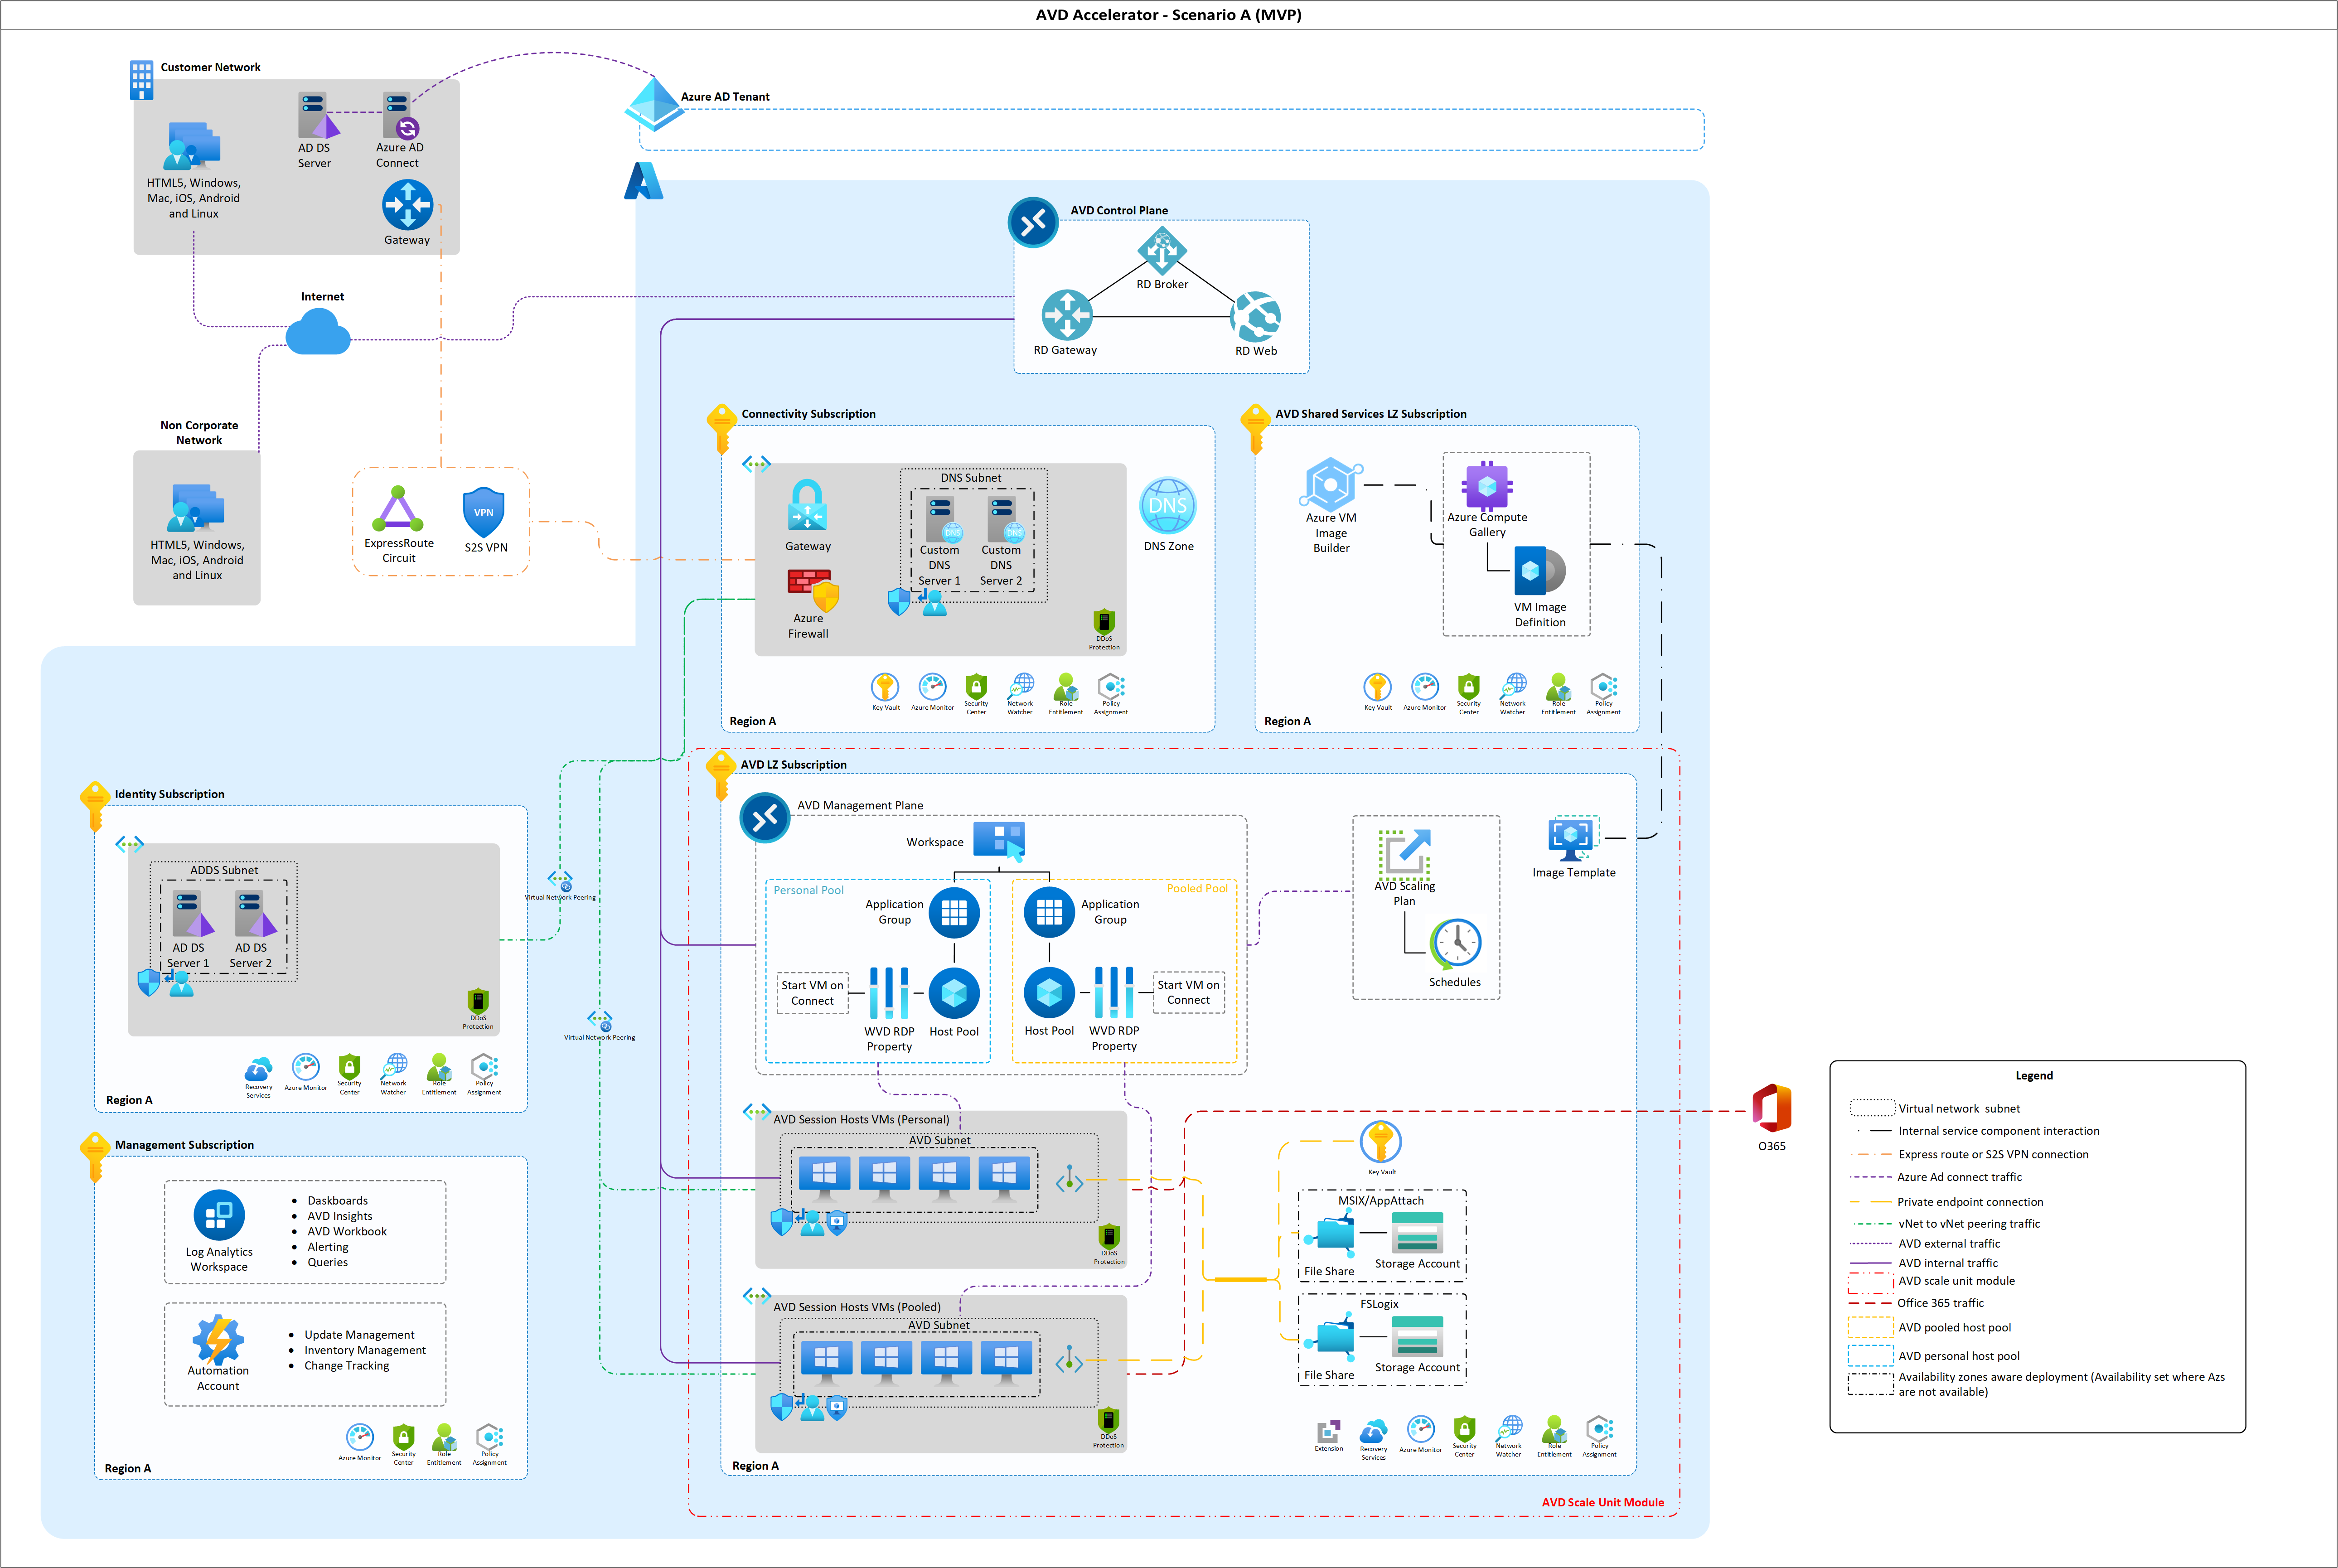 AVD Accelerator - Scenario A (MVP)
Customer Network
AD DS
Server
Azure AD
Connect
HTML5, Windows,
Mac, iOS, Android
and Linux
Gateway
Azure AD Tenant
Internet
Non Corporate
Network
HTML5, Windows,
Mac, iOS, Android
and Linux
ExpressRoute
Circuit
VPN
S2S VPN
AVD Control Plane
RD Broker
RD Gateway
RD Web
Connectivity Subscription
Gateway
Azure
Firewall
DNS Subnet
DNS
DNS
Custom
DNS
Server 1
Custom
DNS
Server 2
DNS
DNS Zone
DDoS
Protection
Key Vault
Azure Monitor
Security
Center
Network
Watcher
Role
Entitlement
Policy
Assignment
Region A
AVD Shared Services LZ Subscription
Azure VM
Image
Builder
Azure Compute
Gallery
VM Image
Definition
Key Vault
Azure Monitor
Security
Center
Network
Watcher
Role
Entitlement
Policy
Assignment
Region A
Identity Subscription
ADDS Subnet
AD DS
Server 1
AD DS
Server 2
DDoS
Protection
Recovery
Services
Azure Monitor
Security
Center
Network
Watcher
Role
Entitlement
Policy
Assignment
Region A
Virtual Network Peering
Virtual Network Peering
Management Subscription
Log Analytics
Workspace
• Daskboards
• AVD Insights
• AVD Workbook
• Alerting
• Queries
Automation
Account
• Update Management
• Inventory Management
• Change Tracking
Azure Monitor
Security
Center
Role
Entitlement
Policy
Assignment
Region A
AVD LZ Subscription
AVD Management Plane
Workspace
Personal Pool
Application
Group
Start VM on
Connect
WVD RDP
Property
Host Pool
Pooled Pool
Application
Group
Host Pool
WVD RDP
Property
Start VM on
Connect
AVD Scaling
Plan
Schedules
Image Template
AVD Session Hosts VMs (Personal)
AVD Subnet
DDoS
Protection
AVD Session Hosts VMs (Pooled)
AVD Subnet
DDoS
Protection
Key Vault
MSIX/AppAttach
File Share
Storage Account
FSLogix
File Share
Storage Account
Extension
Recovery
Services
Azure Monitor
Security
Center
Network
Watcher
Role
Entitlement
Policy
Assignment
Region A
AVD Scale Unit Module
O365
Legend
Virtual network subnet
Internal service component interaction
Express route or S2S VPN connection
Azure Ad connect traffic
Private endpoint connection
vNet to vNet peering traffic
AVD external traffic
AVD internal traffic
AVD scale unit module
Office 365 traffic
AVD pooled host pool
AVD personal host pool
Availability zones aware deployment (Availability set where Azs
are not available)